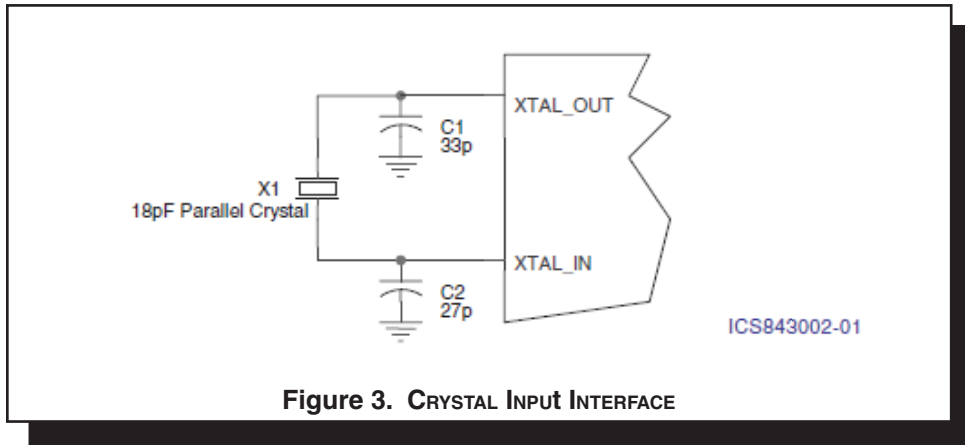 XTAL_OUT
C1
33p
X1
18pF Parallel Crystal
XTAL_IN
C2
27p
ICS843002-01
Figure 3. CRYSTAL INPUt INTERFACE